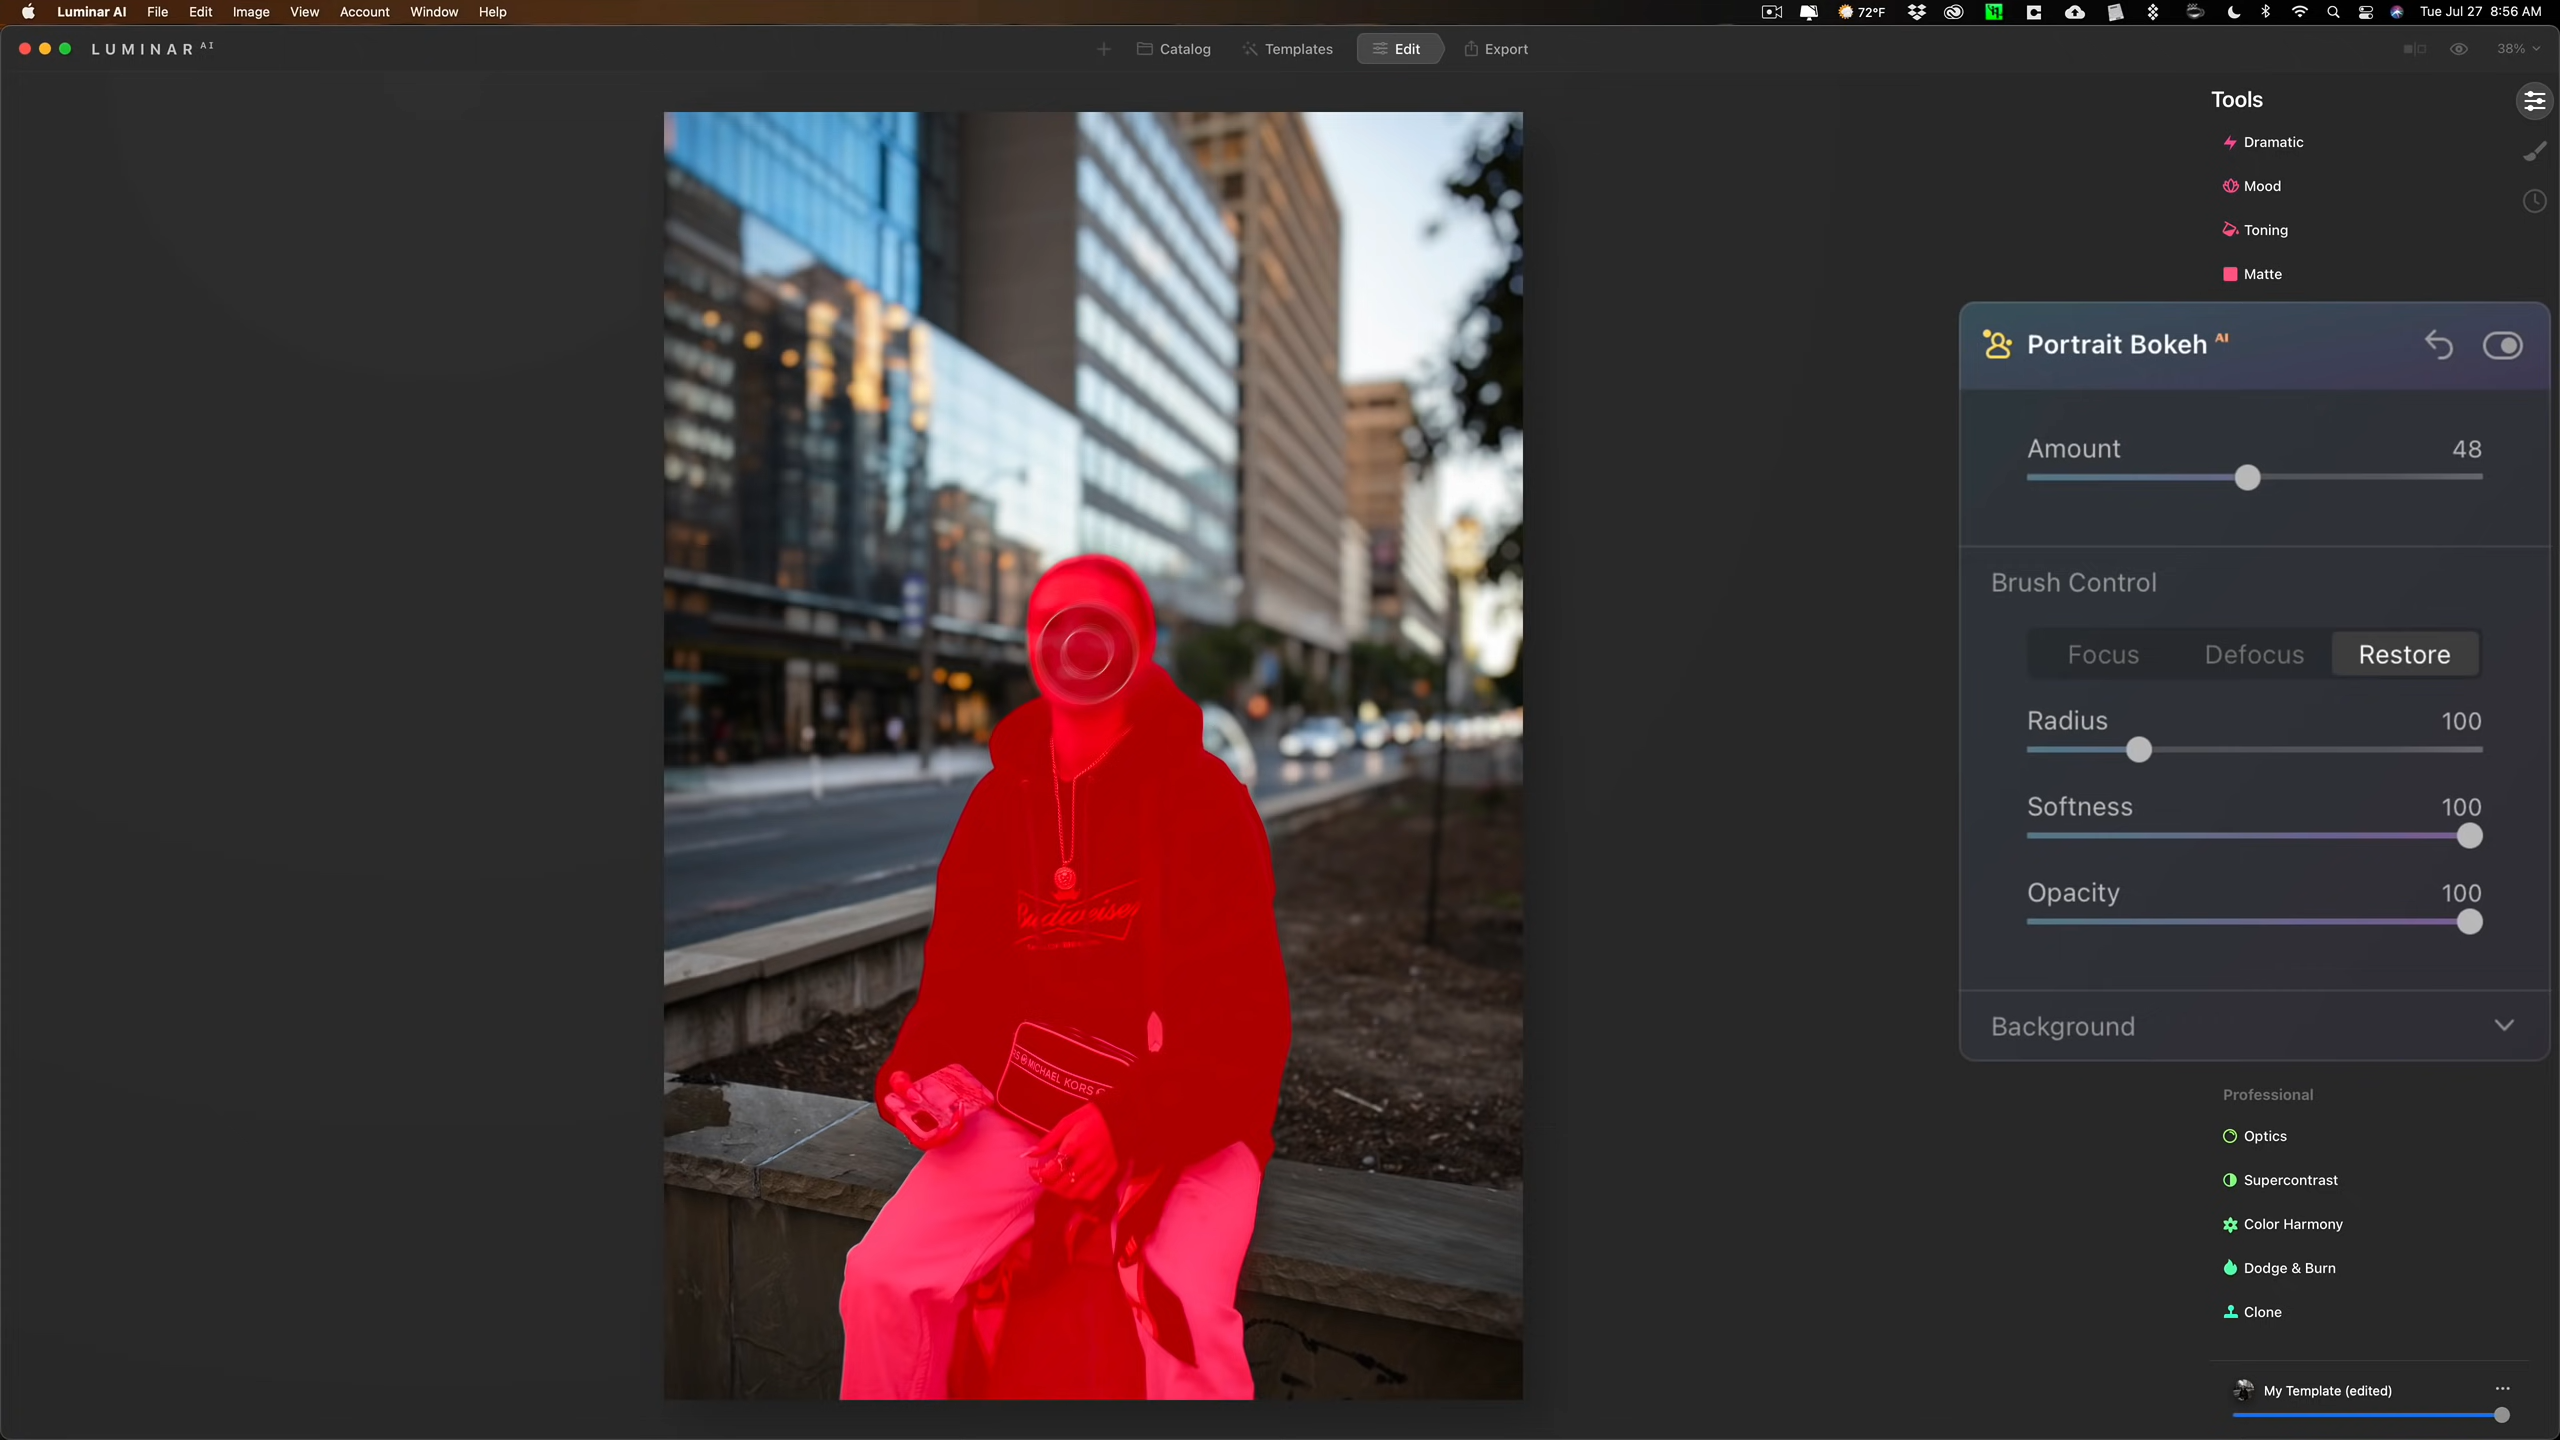 Luminar AI File Edit Image View Account Window Help
72°F Tue Jul 27 8:56 AM
LUMINAR AI
Catalog Templates Edit Export
38%
Tools
Dramatic
Mood
Toning
Matte
Portrait Bokeh AI
Amount 48
Brush Control
Focus Defocus Restore
Radius 100
Softness 100
Opacity 100
Background
Budweiser
MICHAEL KORS
Professional
Optics
Supercontrast
Color Harmony
Dodge & Burn
Clone
My Template (edited)